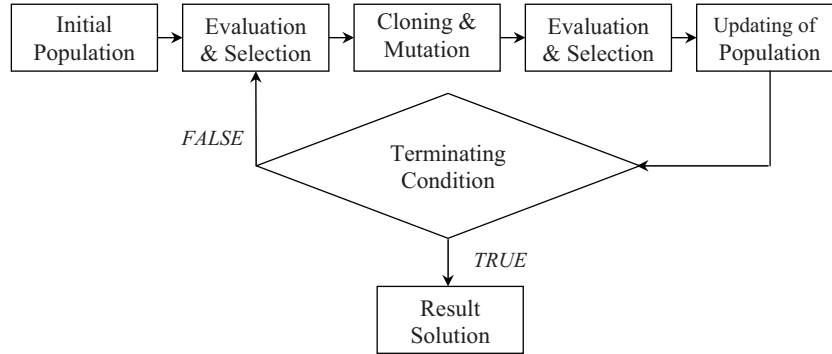 Initial
Population
Evaluation
& Selection
Cloning &
Mutation
Evaluation
& Selection
Updating of
Population
FALSE
Terminating
Condition
TRUE
Result
Solution